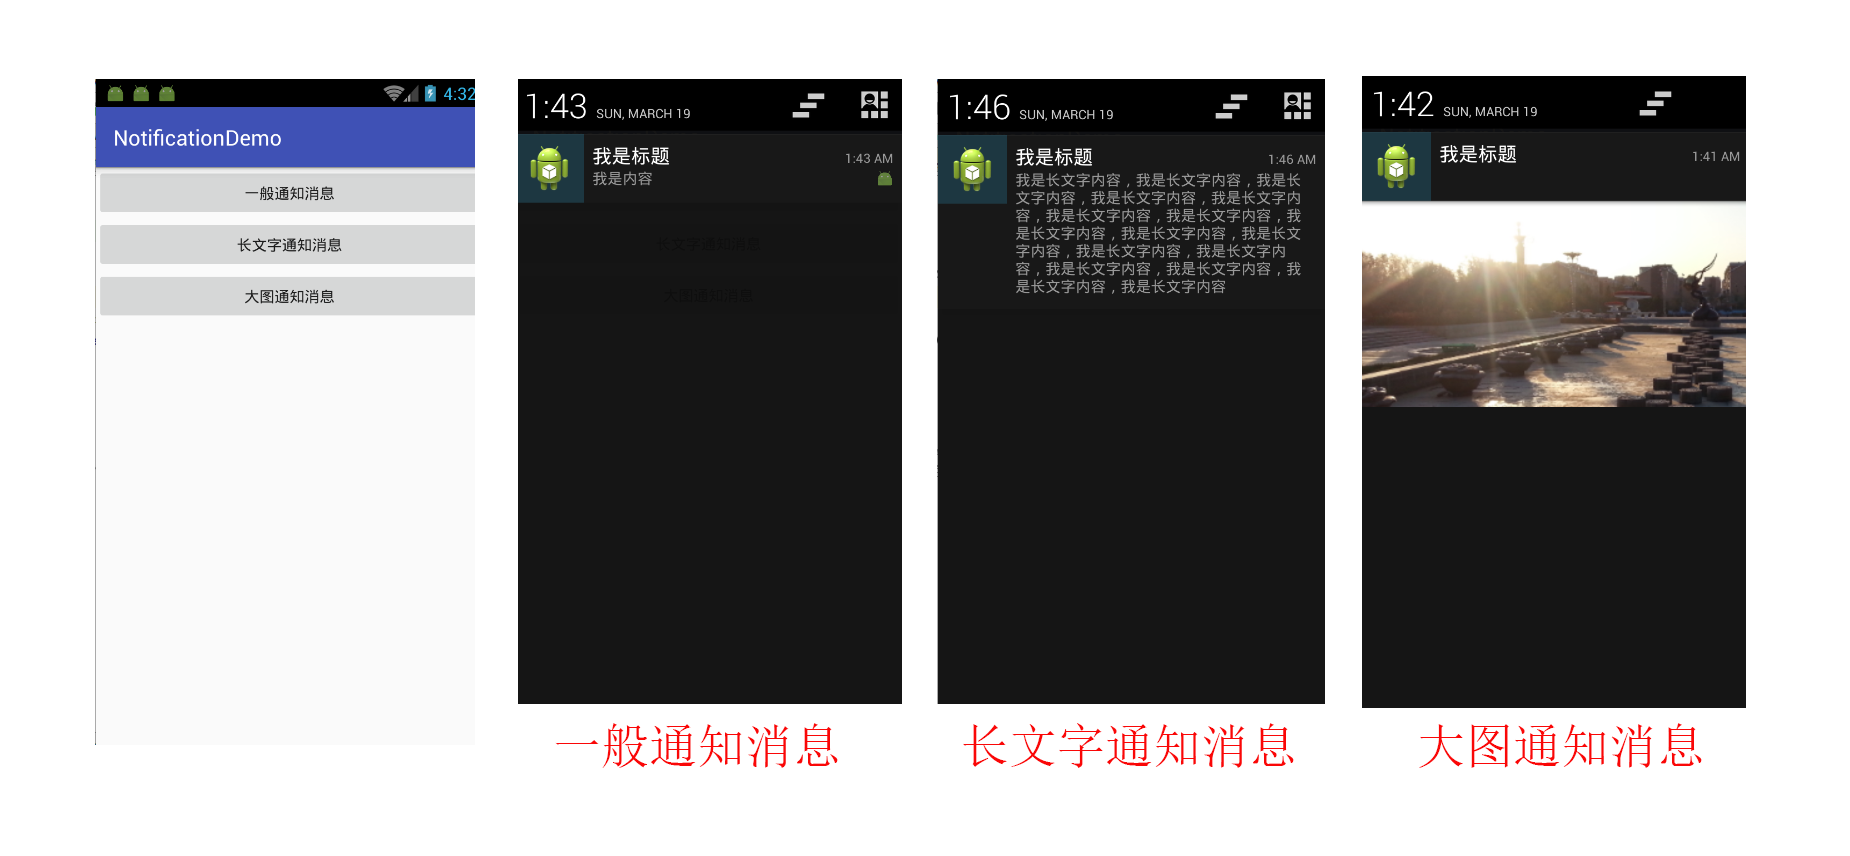 4:32
NotificationDemo
一般通知消息
长文字通知消息
大图通知消息
1:43 SUN, MARCH 19
我是标题
1:43 AM
我是内容
长文字通知消息
大图通知消息
一般通知消息
1:46 SUN, MARCH 19
我是标题
1:46 AM
我是长文字内容，我是长文字内容，我是长
文字内容，我是长文字内容，我是长文字内
容，我是长文字内容，我是长文字内容，我
是长文字内容，我是长文字内容，我是长文
字内容，我是长文字内容，我是长文字内
容，我是长文字内容，我是长文字内容，我
是长文字内容，我是长文字内容
长文字通知消息
1:42 SUN, MARCH 19
我是标题
1:41 AM
大图通知消息